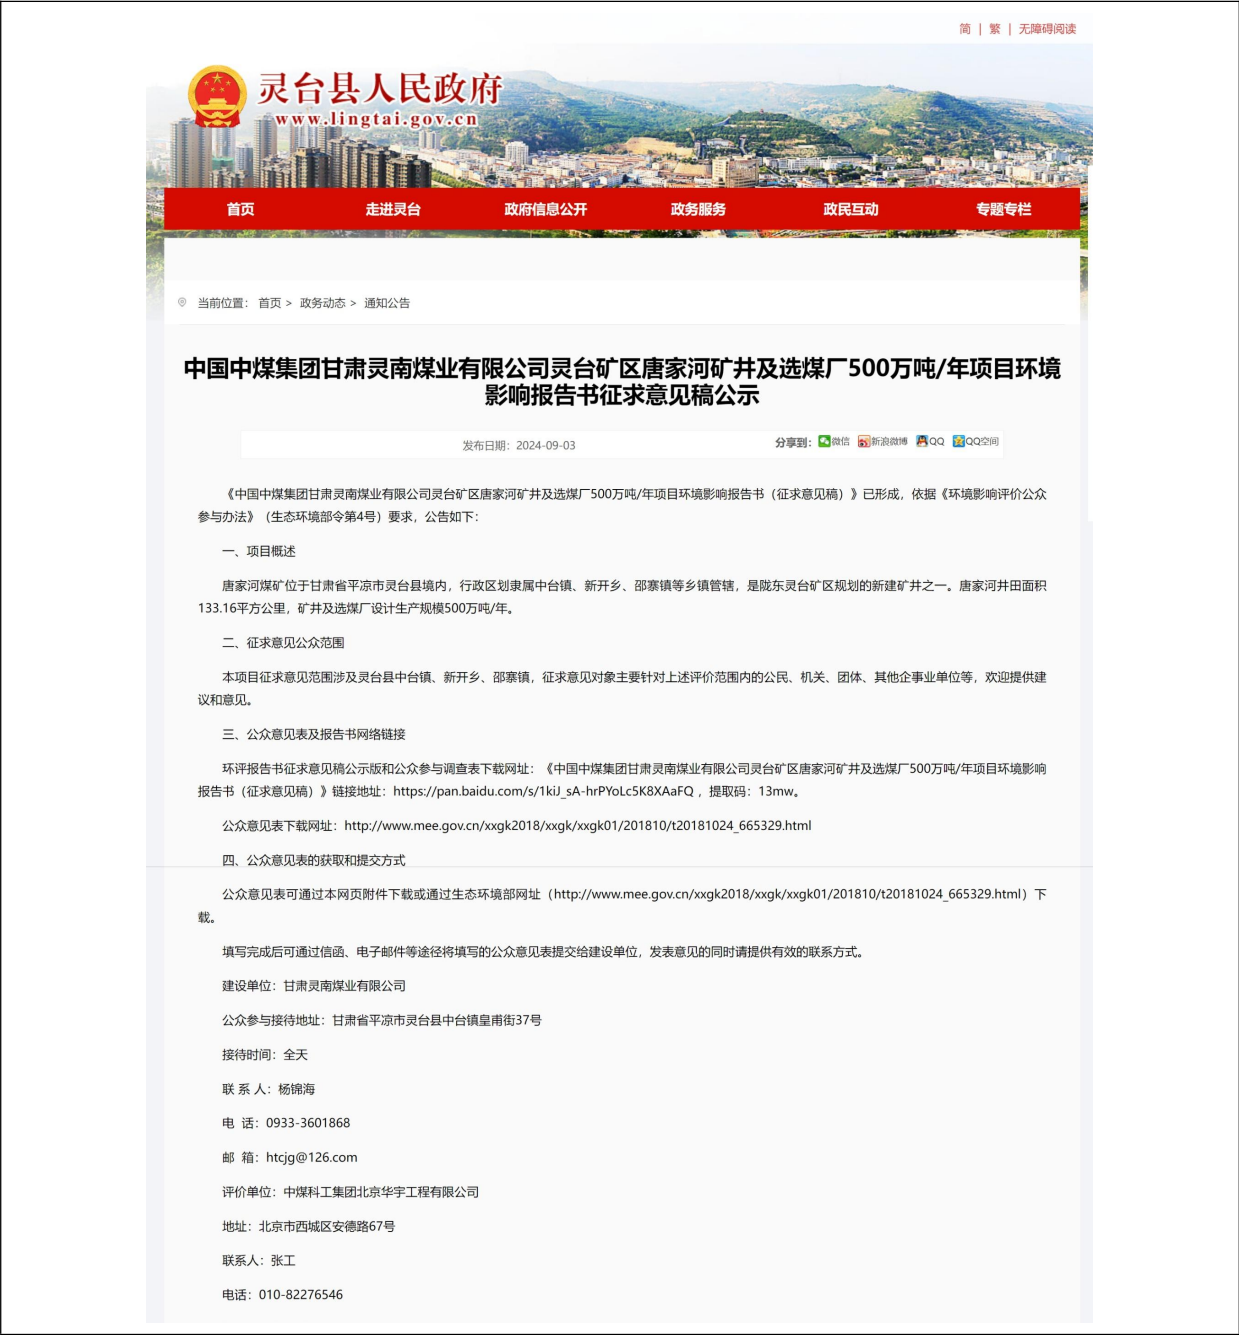 简 | 繁 | 无障碍阅读
灵台县人民政府
www.lingtai.gov.cn
首页 走进灵台 政府信息公开 政务服务 政民互动 专题专栏
当前位置： 首页 > 政务动态 > 通知公告
中国中煤集团甘肃灵南煤业有限公司灵台矿区唐家河矿井及选煤厂500万吨/年项目环境
影响报告书征求意见稿公示
发布日期：2024-09-03 分享到： 微信 新浪微博 QQ QQ空间
《中国中煤集团甘肃灵南煤业有限公司灵台矿区唐家河矿井及选煤厂500万吨/年项目环境影响报告书（征求意见稿）》已形成，依据《环境影响评价公众
参与办法》（生态环境部令第4号）要求，公告如下：
一、项目概述
唐家河煤矿位于甘肃省平凉市灵台县境内，行政区划隶属中台镇、新开乡、邵寨镇等乡镇管辖，是陇东灵台矿区规划的新建矿井之一。唐家河井田面积
133.16平方公里，矿井及选煤厂设计生产规模500万吨/年。
二、征求意见公众范围
本项目征求意见范围涉及灵台县中台镇、新开乡、邵寨镇，征求意见对象主要针对上述评价范围内的公民、机关、团体、其他企事业单位等，欢迎提供建
议和意见。
三、公众意见表及报告书网络链接
环评报告书征求意见稿公示版和公众参与调查表下载网址：《中国中煤集团甘肃灵南煤业有限公司灵台矿区唐家河矿井及选煤厂500万吨/年项目环境影响
报告书（征求意见稿）》链接地址：https://pan.baidu.com/s/1kiJ_sA-hrPYoLc5K8XAaFQ ，提取码：13mw。
公众意见表下载网址：http://www.mee.gov.cn/xxgk2018/xxgk/xxgk01/201810/t20181024_665329.html
四、公众意见表的获取和提交方式
公众意见表可通过本网页附件下载或通过生态环境部网址（http://www.mee.gov.cn/xxgk2018/xxgk/xxgk01/201810/t20181024_665329.html）下
载。
填写完成后可通过信函、电子邮件等途径将填写的公众意见表提交给建设单位，发表意见的同时请提供有效的联系方式。
建设单位：甘肃灵南煤业有限公司
公众参与接待地址：甘肃省平凉市灵台县中台镇皇甫街37号
接待时间：全天
联 系 人：杨锦海
电 话：0933-3601868
邮 箱：htcjg@126.com
评价单位：中煤科工集团北京华宇工程有限公司
地址：北京市西城区安德路67号
联系人：张工
电话：010-82276546